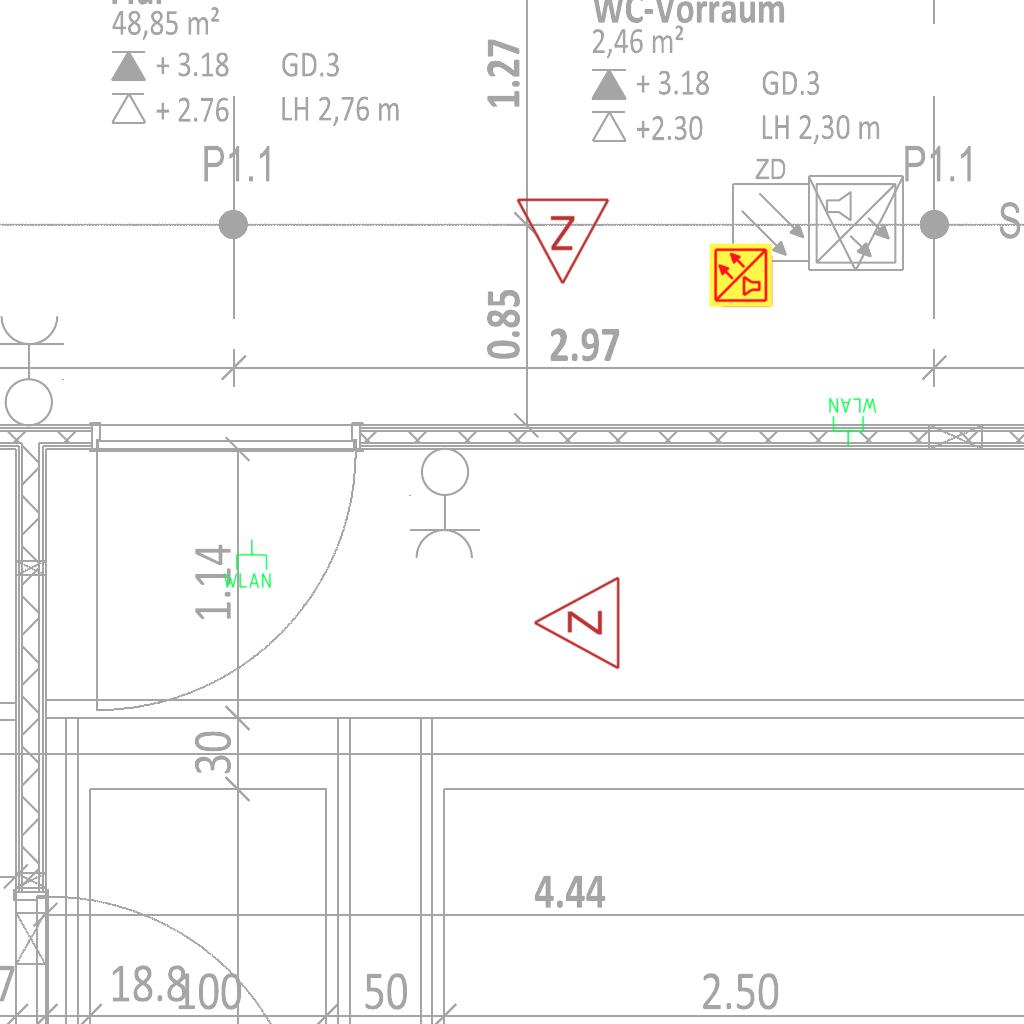 WC-Vorraum
48,85 m²
2,46 m²
1.27
+ 3.18 GD.3
+ 3.18 GD.3
+ 2.76 LH 2,76 m
+2.30 LH 2,30 m
P1.1
ZD
P1.1
S
Z
0.85
2.97
WLAN
1.14
WLAN
Z
30
4.44
7
18.8
100
50
2.50